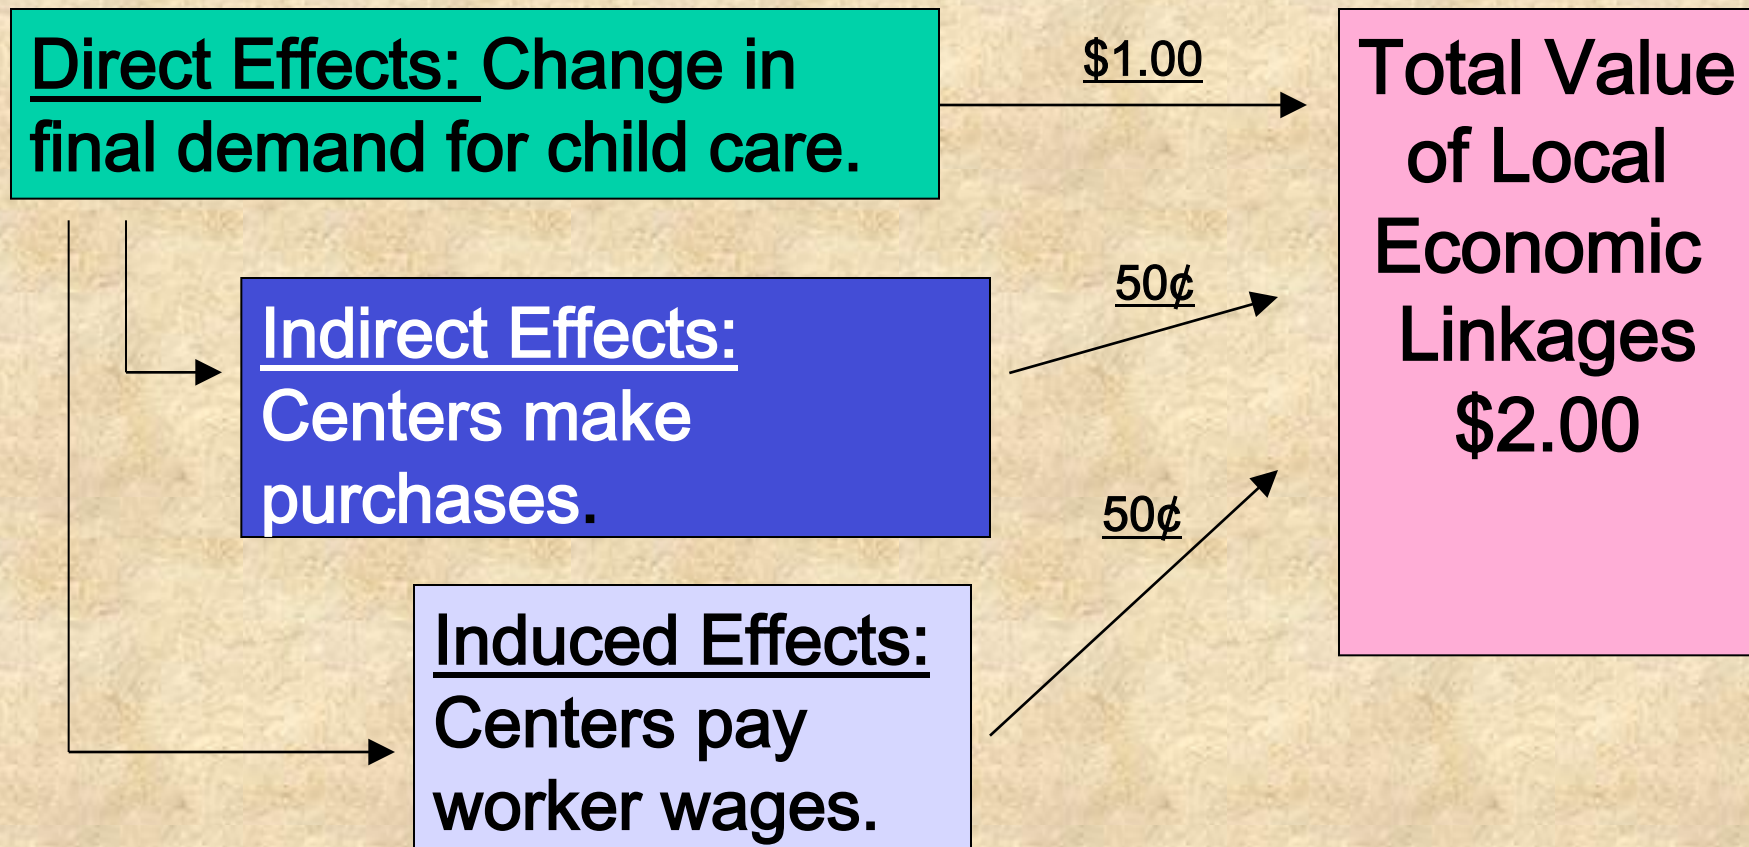 Direct Effects: Change in
final demand for child care.
$1.00
Total Value
of Local
Economic
Linkages
$2.00
Indirect Effects:
Centers make
purchases.
50¢
Induced Effects:
Centers pay
worker wages.
50¢